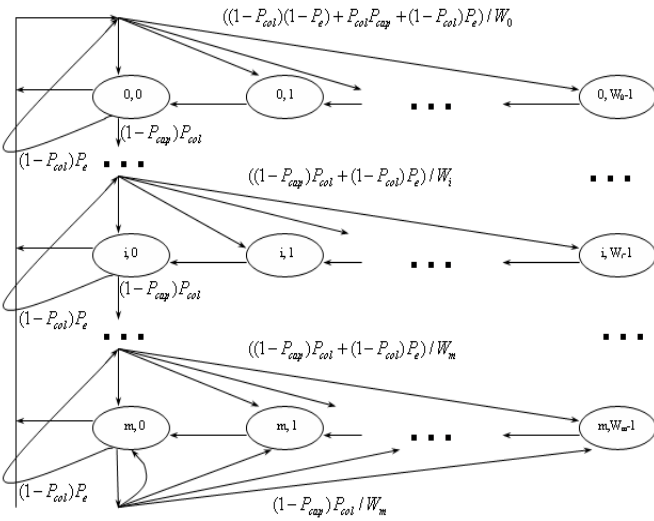 ((1−P_col)(1−P_e)+P_col P_cap+(1−P_col)P_e)/W_0
0, 0 0, 1 ... 0, W_0-1
(1−P_cap)P_col
(1−P_col)P_e ...
((1−P_cap)P_col+(1−P_col)P_e)/W_i ...
i, 0 i, 1 ... i, W_i-1
(1−P_cap)P_col
(1−P_col)P_e ... ...
((1−P_cap)P_col+(1−P_col)P_e)/W_m
m, 0 m, 1 ... m, W_m-1
(1−P_col)P_e
(1−P_cap)P_col/W_m